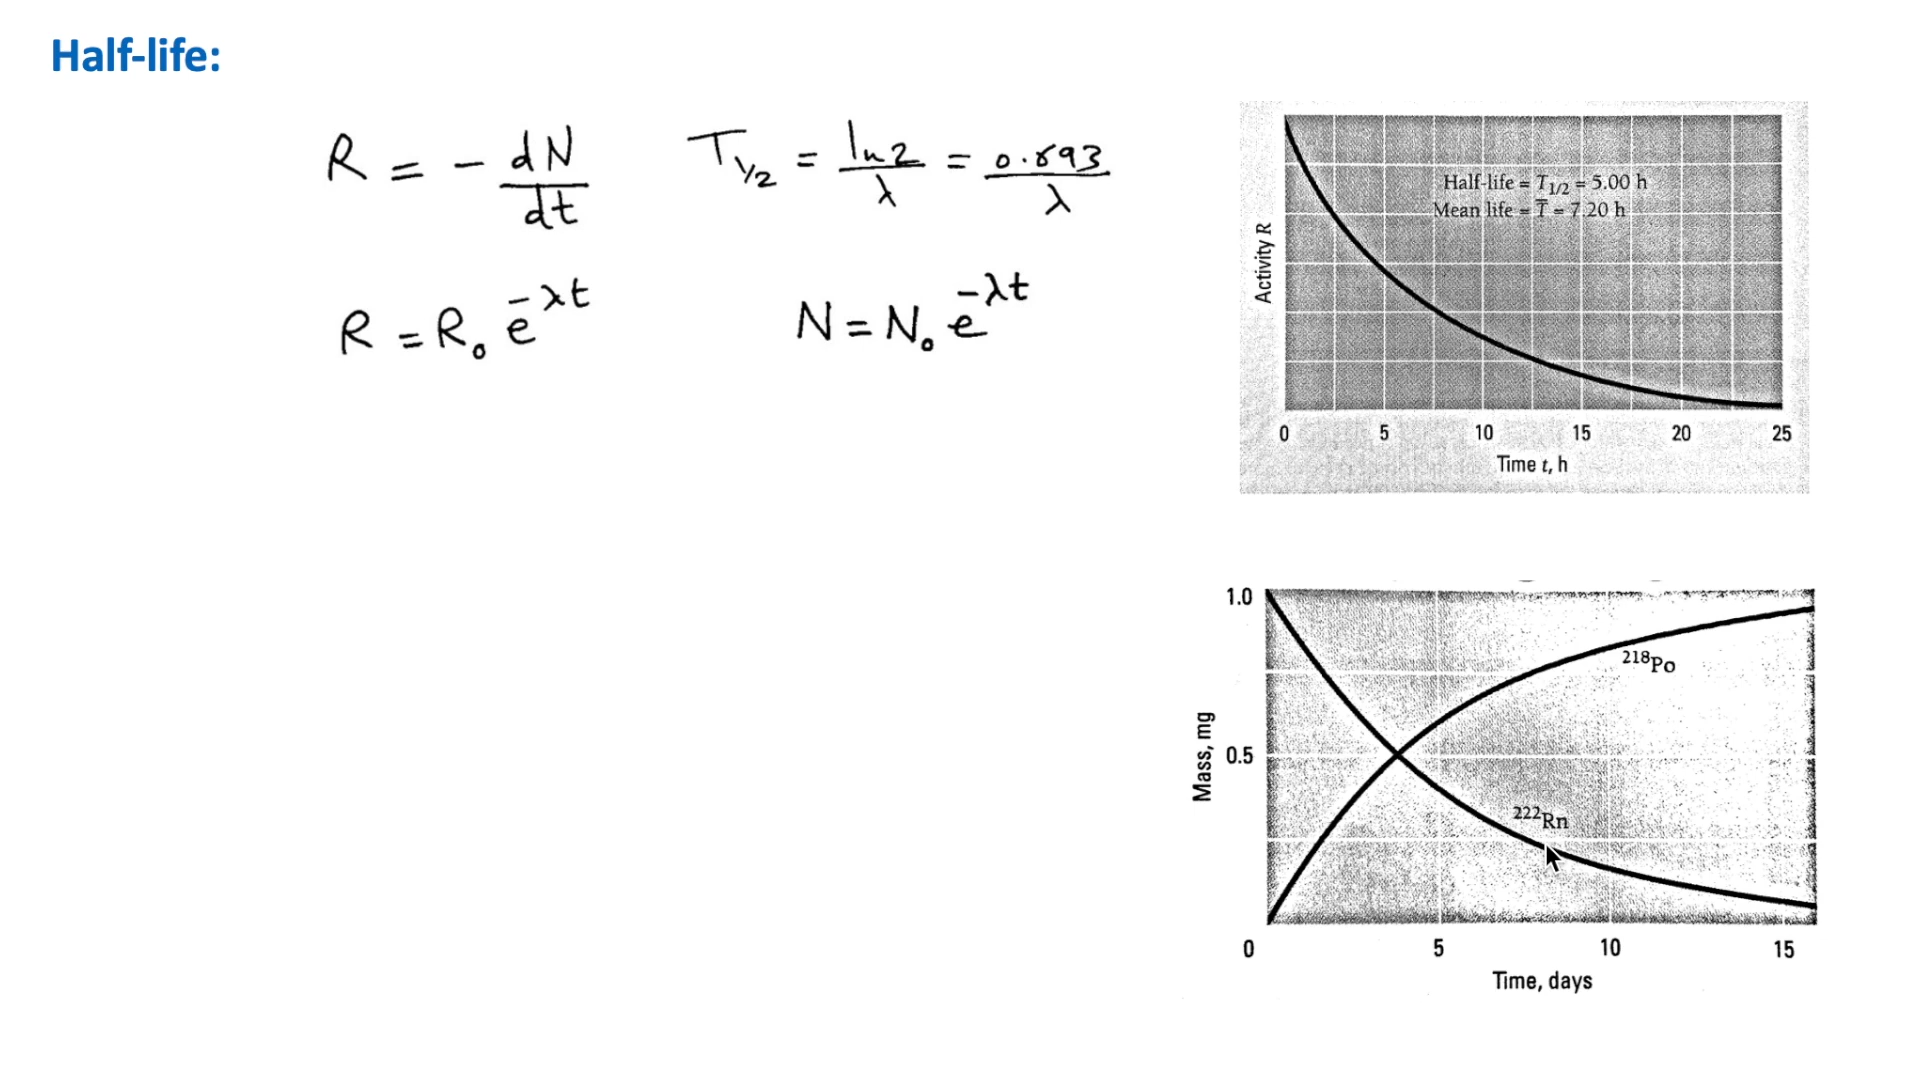 Half-life:
R = - dN/dt
T1/2 = ln2/λ = 0.693/λ
R = R₀ e^-λt
N = N₀ e^-λt
Half-life = T1/2 = 5.00 h
Mean life = T̅ = 7.20 h
Activity R
0 5 10 15 20 25
Time t, h
1.0
218Po
Mass, mg
0.5
222Rn
0 5 10 15
Time, days